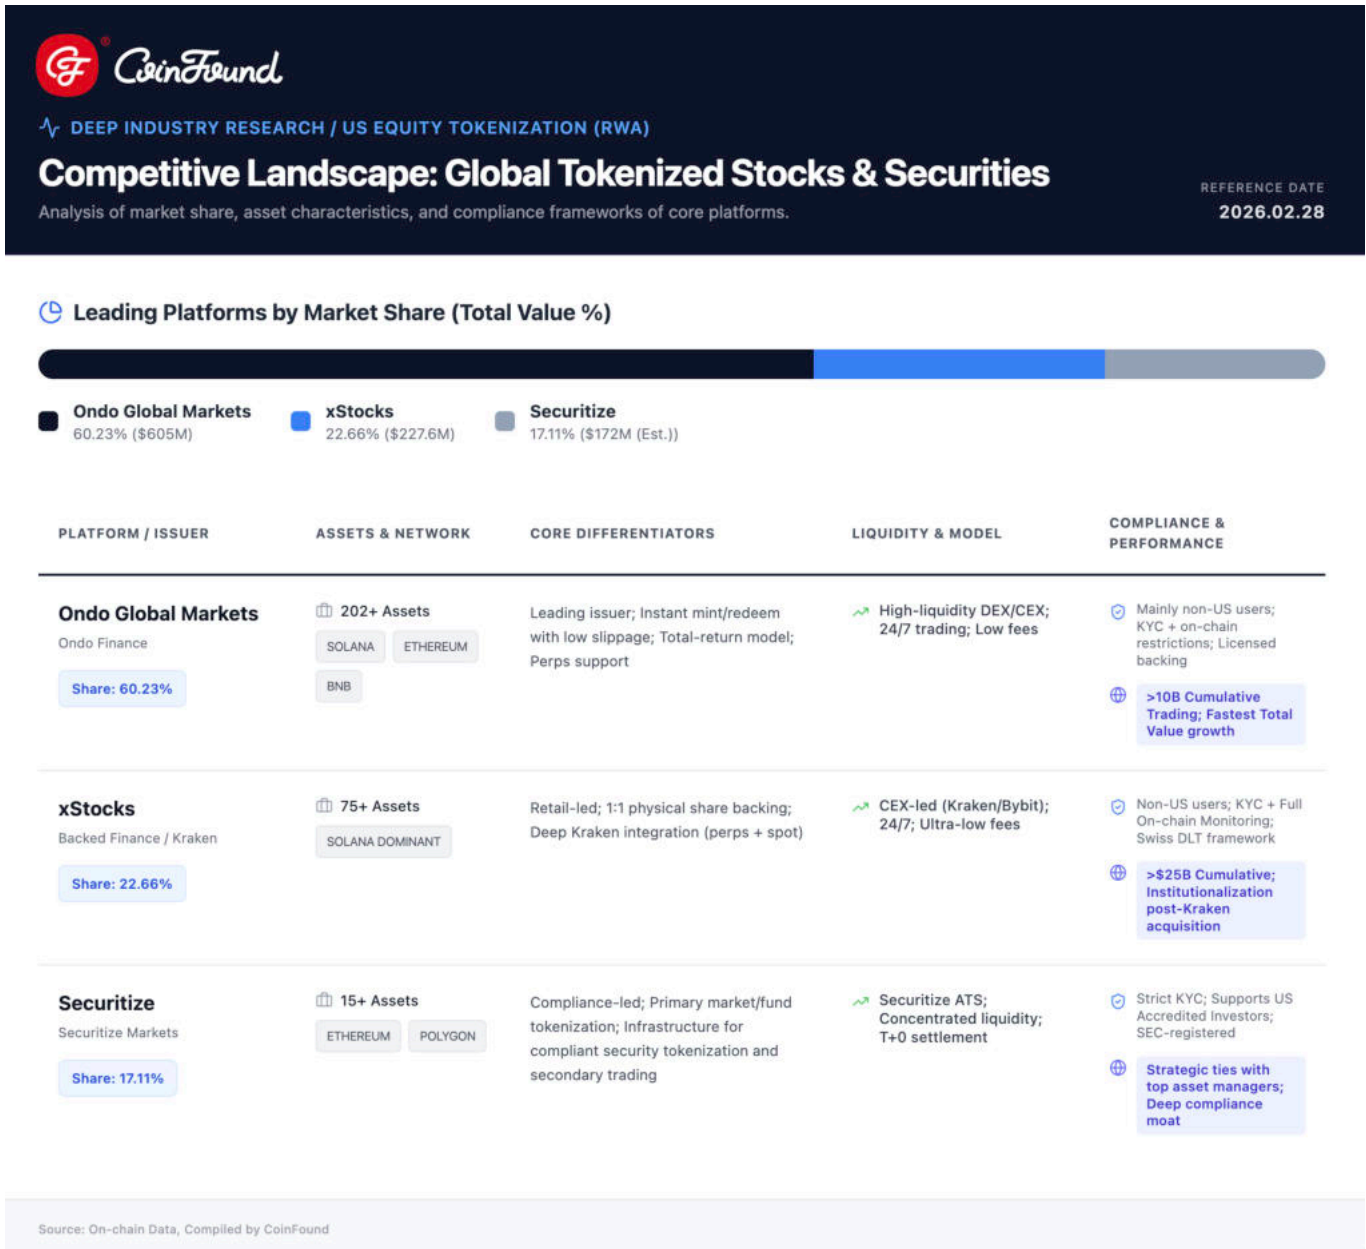 CoinFound
DEEP INDUSTRY RESEARCH / US EQUITY TOKENIZATION (RWA)
Competitive Landscape: Global Tokenized Stocks & Securities
Analysis of market share, asset characteristics, and compliance frameworks of core platforms.
REFERENCE DATE
2026.02.28
Leading Platforms by Market Share (Total Value %)
Ondo Global Markets
60.23% ($605M)
xStocks
22.66% ($227.6M)
Securitize
17.11% ($172M (Est.))
PLATFORM / ISSUER
ASSETS & NETWORK
CORE DIFFERENTIATORS
LIQUIDITY & MODEL
COMPLIANCE &
PERFORMANCE
Ondo Global Markets
Ondo Finance
Share: 60.23%
202+ Assets
SOLANA
ETHEREUM
BNB
Leading issuer; Instant mint/redeem
with low slippage; Total-return model;
Perps support
High-liquidity DEX/CEX;
24/7 trading; Low fees
Mainly non-US users;
KYC + on-chain
restrictions; Licensed
backing
>10B Cumulative
Trading; Fastest Total
Value growth
xStocks
Backed Finance / Kraken
Share: 22.66%
75+ Assets
SOLANA DOMINANT
Retail-led; 1:1 physical share backing;
Deep Kraken integration (perps + spot)
CEX-led (Kraken/Bybit);
24/7; Ultra-low fees
Non-US users; KYC + Full
On-chain Monitoring;
Swiss DLT framework
>$25B Cumulative;
Institutionalization
post-Kraken
acquisition
Securitize
Securitize Markets
Share: 17.11%
15+ Assets
ETHEREUM
POLYGON
Compliance-led; Primary market/fund
tokenization; Infrastructure for
compliant security tokenization and
secondary trading
Securitize ATS;
Concentrated liquidity;
T+0 settlement
Strict KYC; Supports US
Accredited Investors;
SEC-registered
Strategic ties with
top asset managers;
Deep compliance
moat
Source: On-chain Data, Compiled by CoinFound